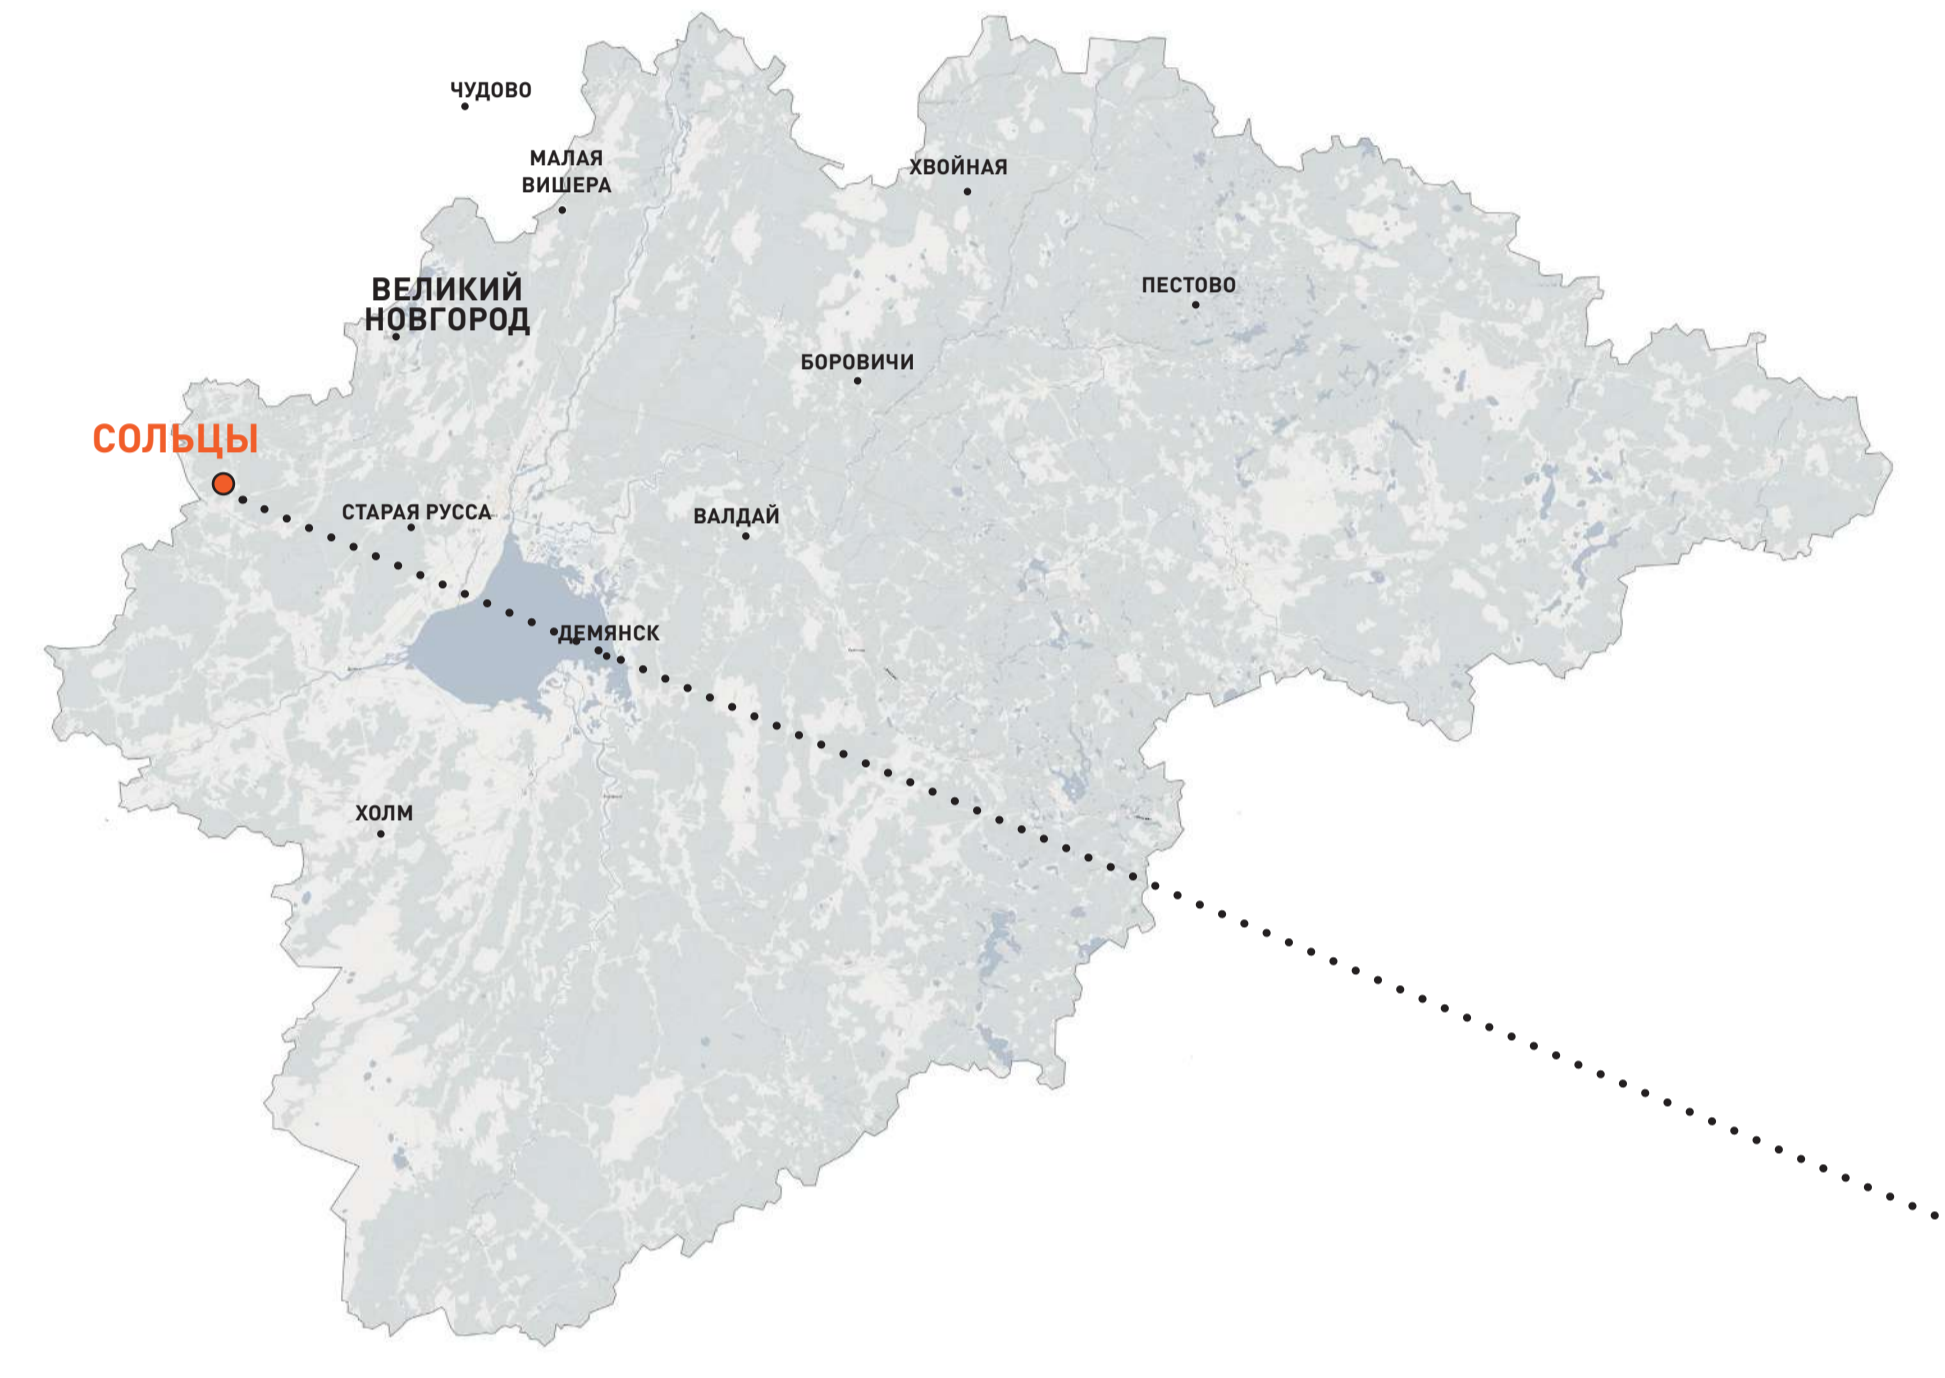 ЧУДОВО
МАЛАЯ
ВИШЕРА
ХВОЙНАЯ
ВЕЛИКИЙ
НОВГОРОД
ПЕСТОВО
БОРОВИЧИ
СОЛЬЦЫ
СТАРАЯ РУССА
ВАЛДАЙ
ДЕМЯНСК
ХОЛМ